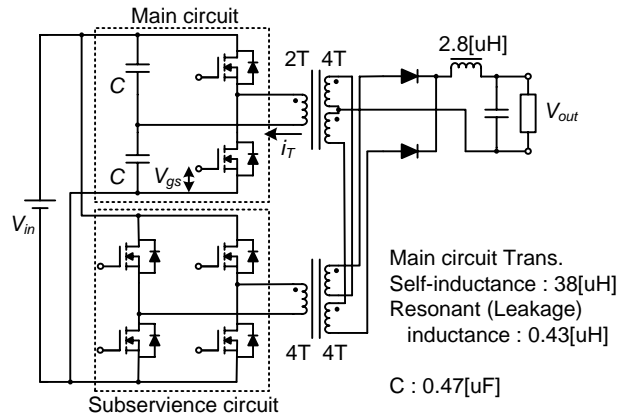 Main circuit
C
C
V_gs
2T 4T
i_T
2.8[uH]
V_out
V_in
4T 4T
Main circuit Trans.
Self-inductance : 38[uH]
Resonant (Leakage)
inductance : 0.43[uH]
C : 0.47[uF]
Subservience circuit